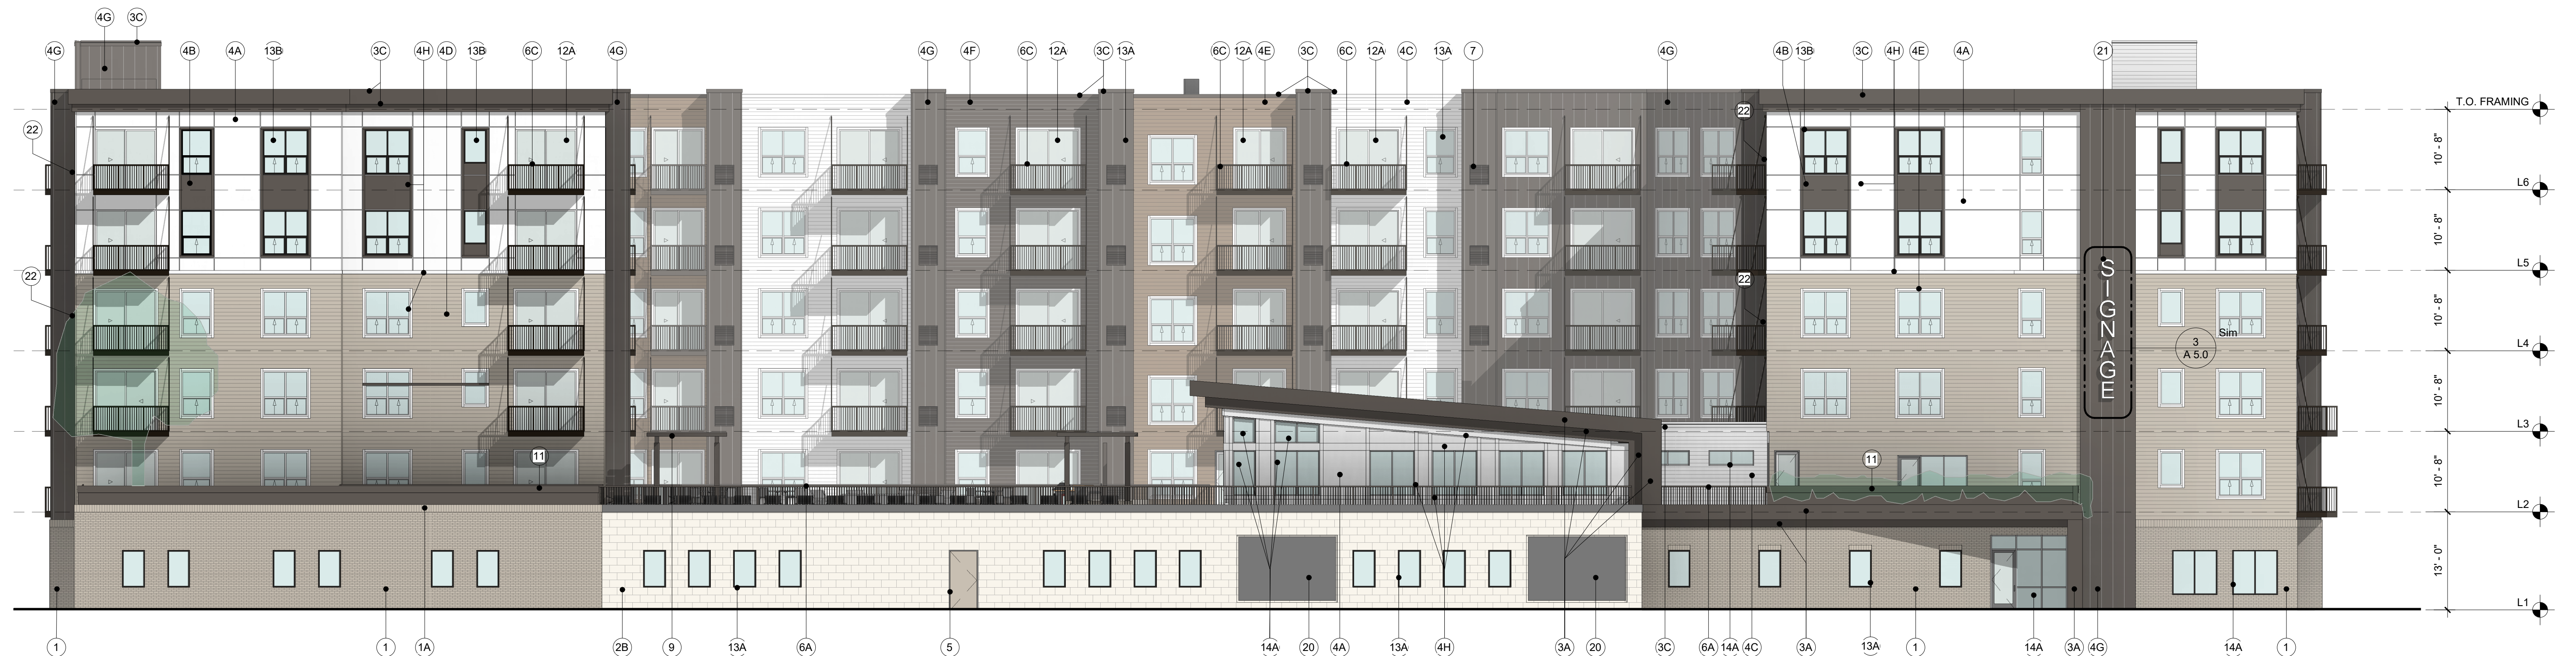 4G
3C
4G
4B
4A
13B
3C
4H
4D
13B
6C
12A
4G
4G
4F
6C
12A
3C
13A
6C
12A
4E
3C
6C
12A
4C
13A
7
4G
4B
13B
3C
4H
4E
4A
21
T.O. FRAMING
22
22
10' - 8"
L6
10' - 8"
L5
22
22
SIGNAGE
10' - 8"
Sim
3
A 5.0
L4
10' - 8"
L3
11
11
10' - 8"
L2
13' - 0"
L1
1
1
1A
2B
9
13A
6A
5
14A
20
4A
13A
4H
3A
20
3C
6A
14A
4C
3A
13A
1
14A
3A
4G
14A
1